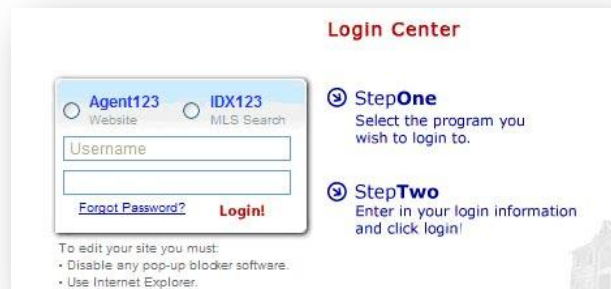 Login Center
Agent123 IDX123
Website MLS Search
Username
Forgot Password? Login!
To edit your site you must:
- Disable any pop-up blocker software.
- Use Internet Explorer.
StepOne
Select the program you
wish to login to.
StepTwo
Enter in your login information
and click login!